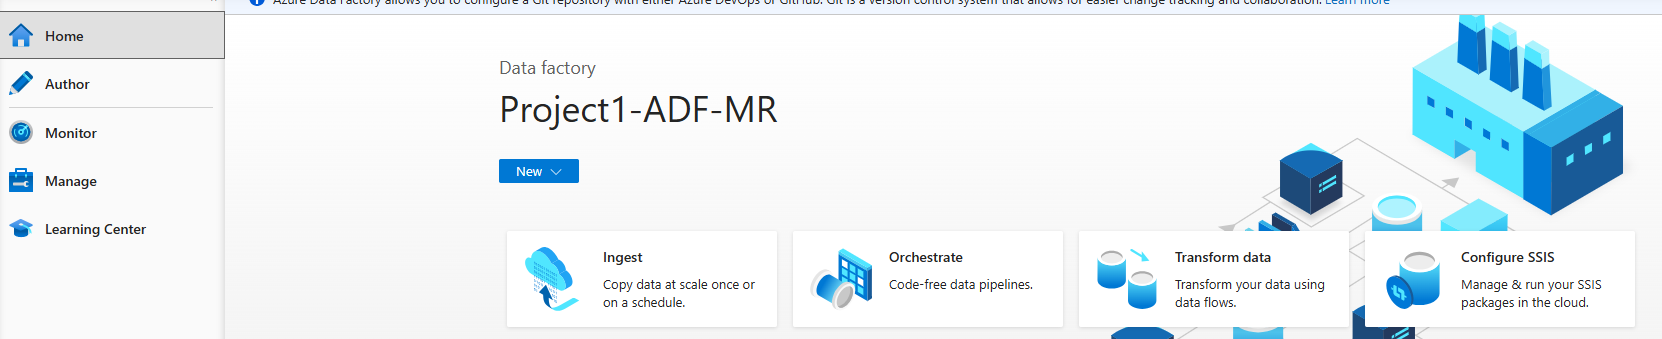 Azure Data Factory allows you to configure a Git repository with either Azure DevOps or GitHub. Git is a version control system that allows for easier change tracking and collaboration. Learn more
Home
Author
Monitor
Manage
Learning Center
Data factory
Project1-ADF-MR
New
Ingest
Copy data at scale once or
on a schedule.
Orchestrate
Code-free data pipelines.
Transform data
Transform your data using
data flows.
Configure SSIS
Manage & run your SSIS
packages in the cloud.